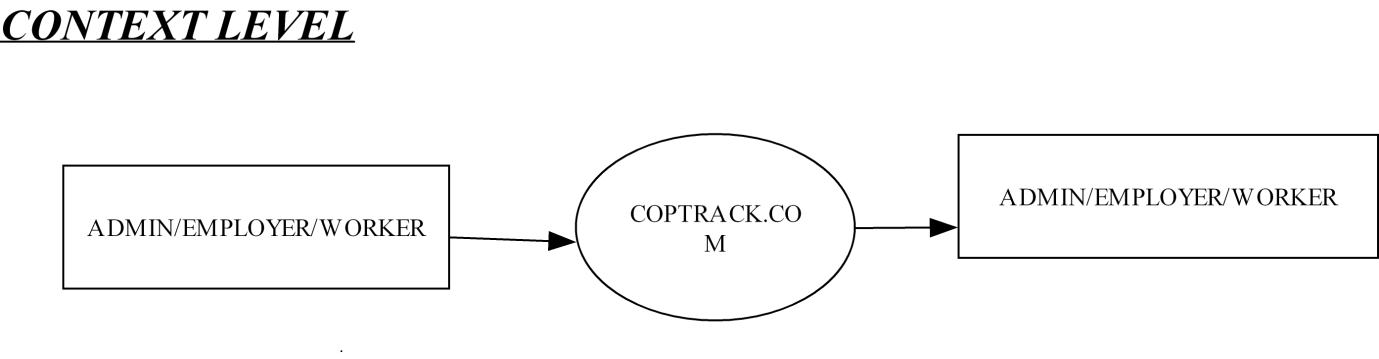 CONTEXT LEVEL
ADMIN/EMPLOYER/WORKER
COPTRACK.CO
M
ADMIN/EMPLOYER/WORKER